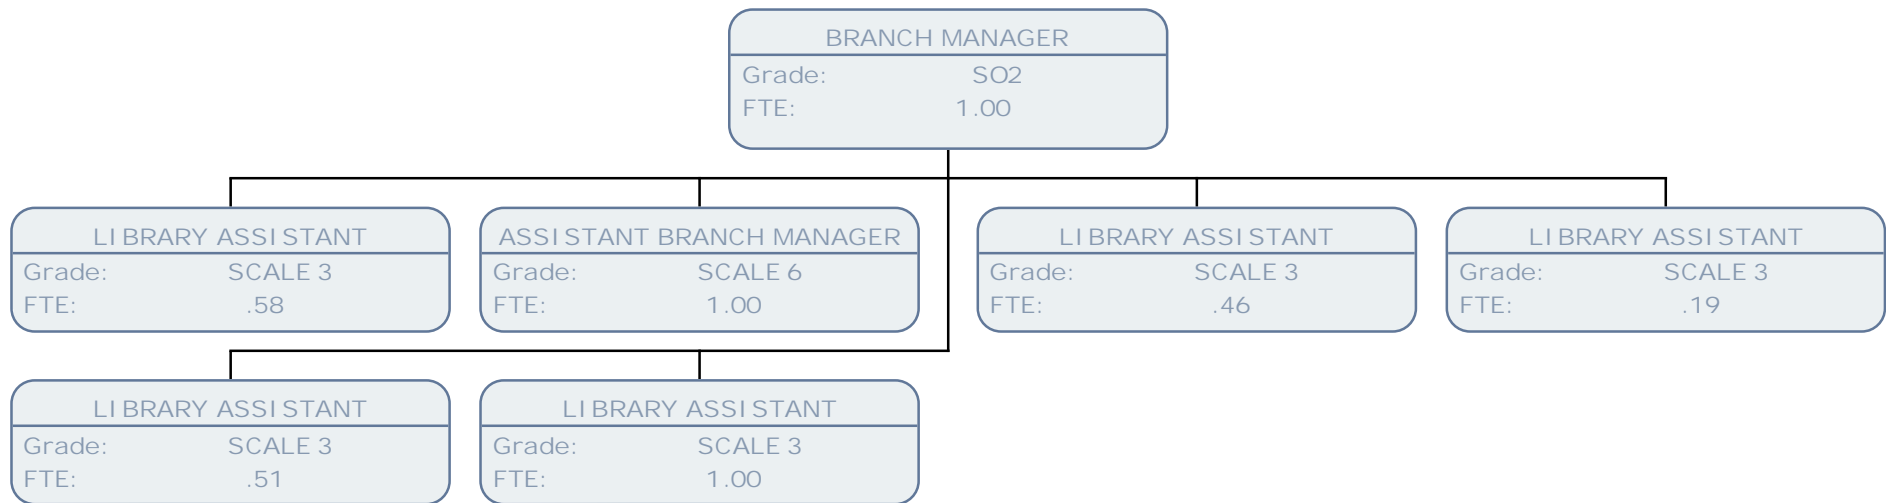 BRANCH MANAGER
Grade: SO2
FTE: 1.00
LIBRARY ASSISTANT
Grade: SCALE 3
FTE: .58
ASSISTANT BRANCH MANAGER
Grade: SCALE 6
FTE: 1.00
LIBRARY ASSISTANT
Grade: SCALE 3
FTE: .46
LIBRARY ASSISTANT
Grade: SCALE 3
FTE: .19
LIBRARY ASSISTANT
Grade: SCALE 3
FTE: .51
LIBRARY ASSISTANT
Grade: SCALE 3
FTE: 1.00